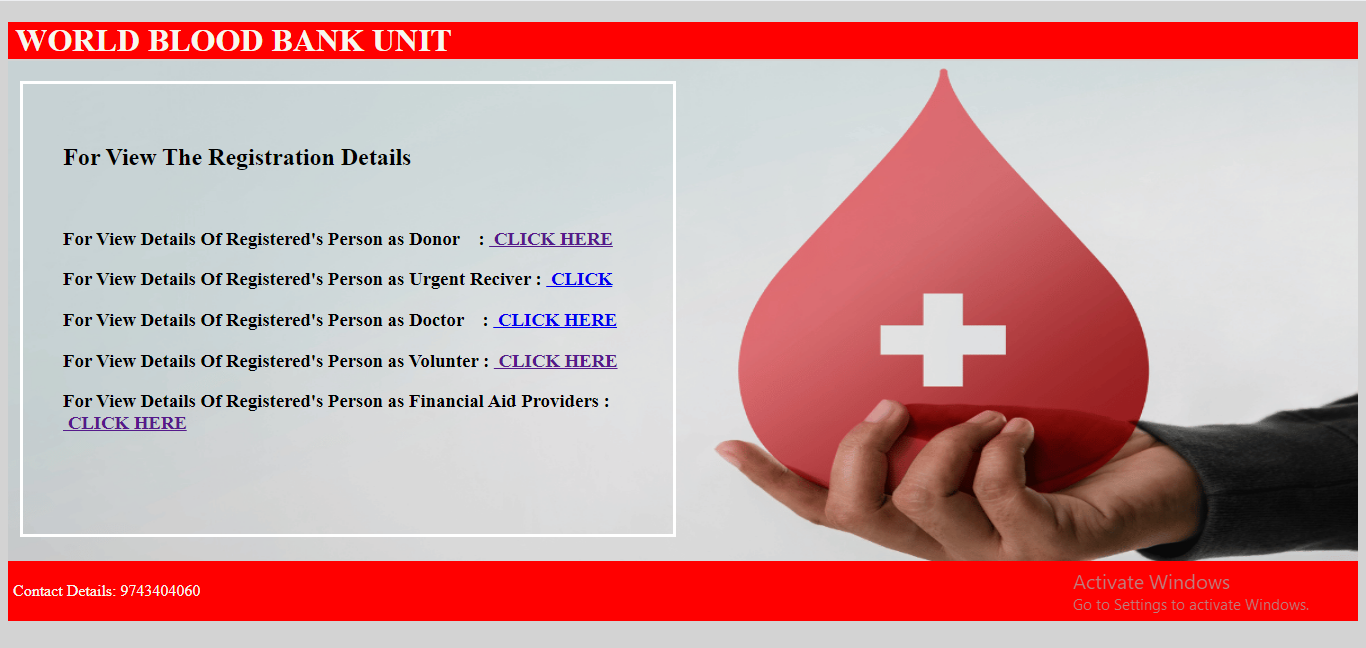 WORLD BLOOD BANK UNIT
For View The Registration Details
For View Details Of Registered's Person as Donor : CLICK HERE
For View Details Of Registered's Person as Urgent Reciver : CLICK
For View Details Of Registered's Person as Doctor : CLICK HERE
For View Details Of Registered's Person as Volunter : CLICK HERE
For View Details Of Registered's Person as Financial Aid Providers :
CLICK HERE
Contact Details: 9743404060
Activate Windows
Go to Settings to activate Windows.